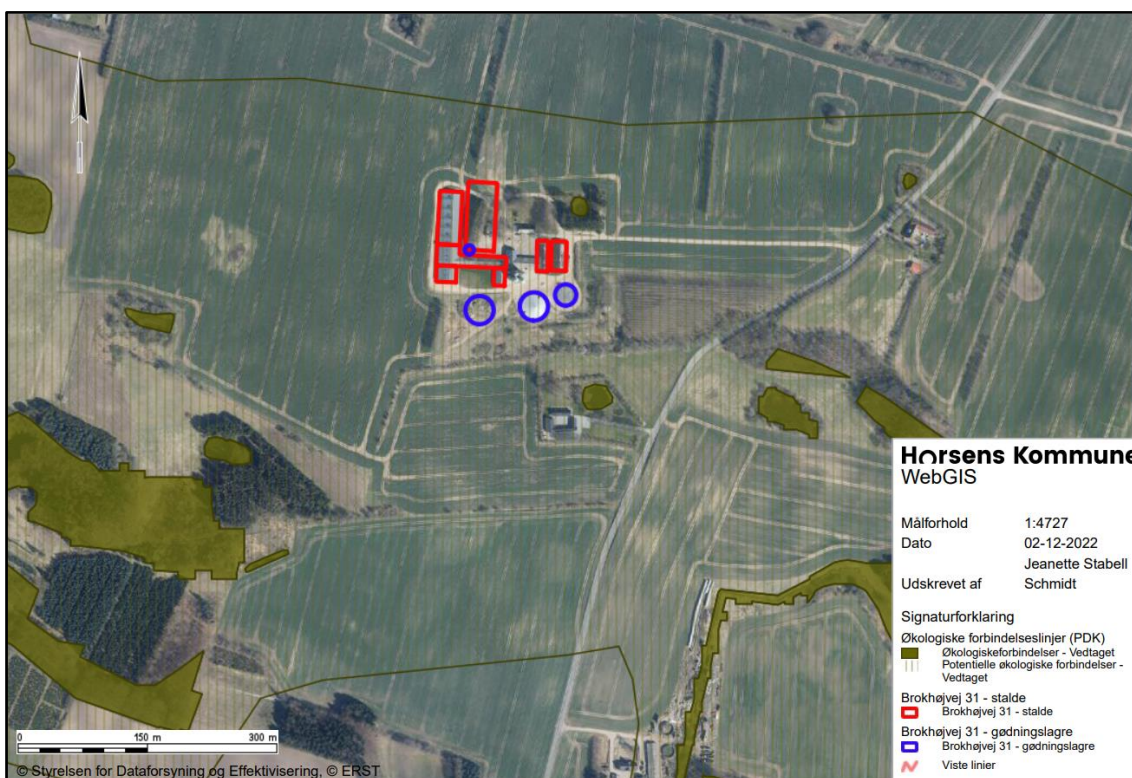 Horsens Kommune
WebGIS
Målforhold 1:4727
Dato 02-12-2022
Jeanette Stabell
Udskrevet af Schmidt
Signaturforklaring
Økologiske forbindelseslinjer (PDK)
Økologiskeforbindelser - Vedtaget
Potentielle økologiske forbindelser -
Vedtaget
Brokhøjvej 31 - stalde
Brokhøjvej 31 - stalde
Brokhøjvej 31 - gødningslagre
Brokhøjvej 31 - gødningslagre
Viste linier
0 150 m 300 m
© Styrelsen for Dataforsyning og Effektivisering, © ERST